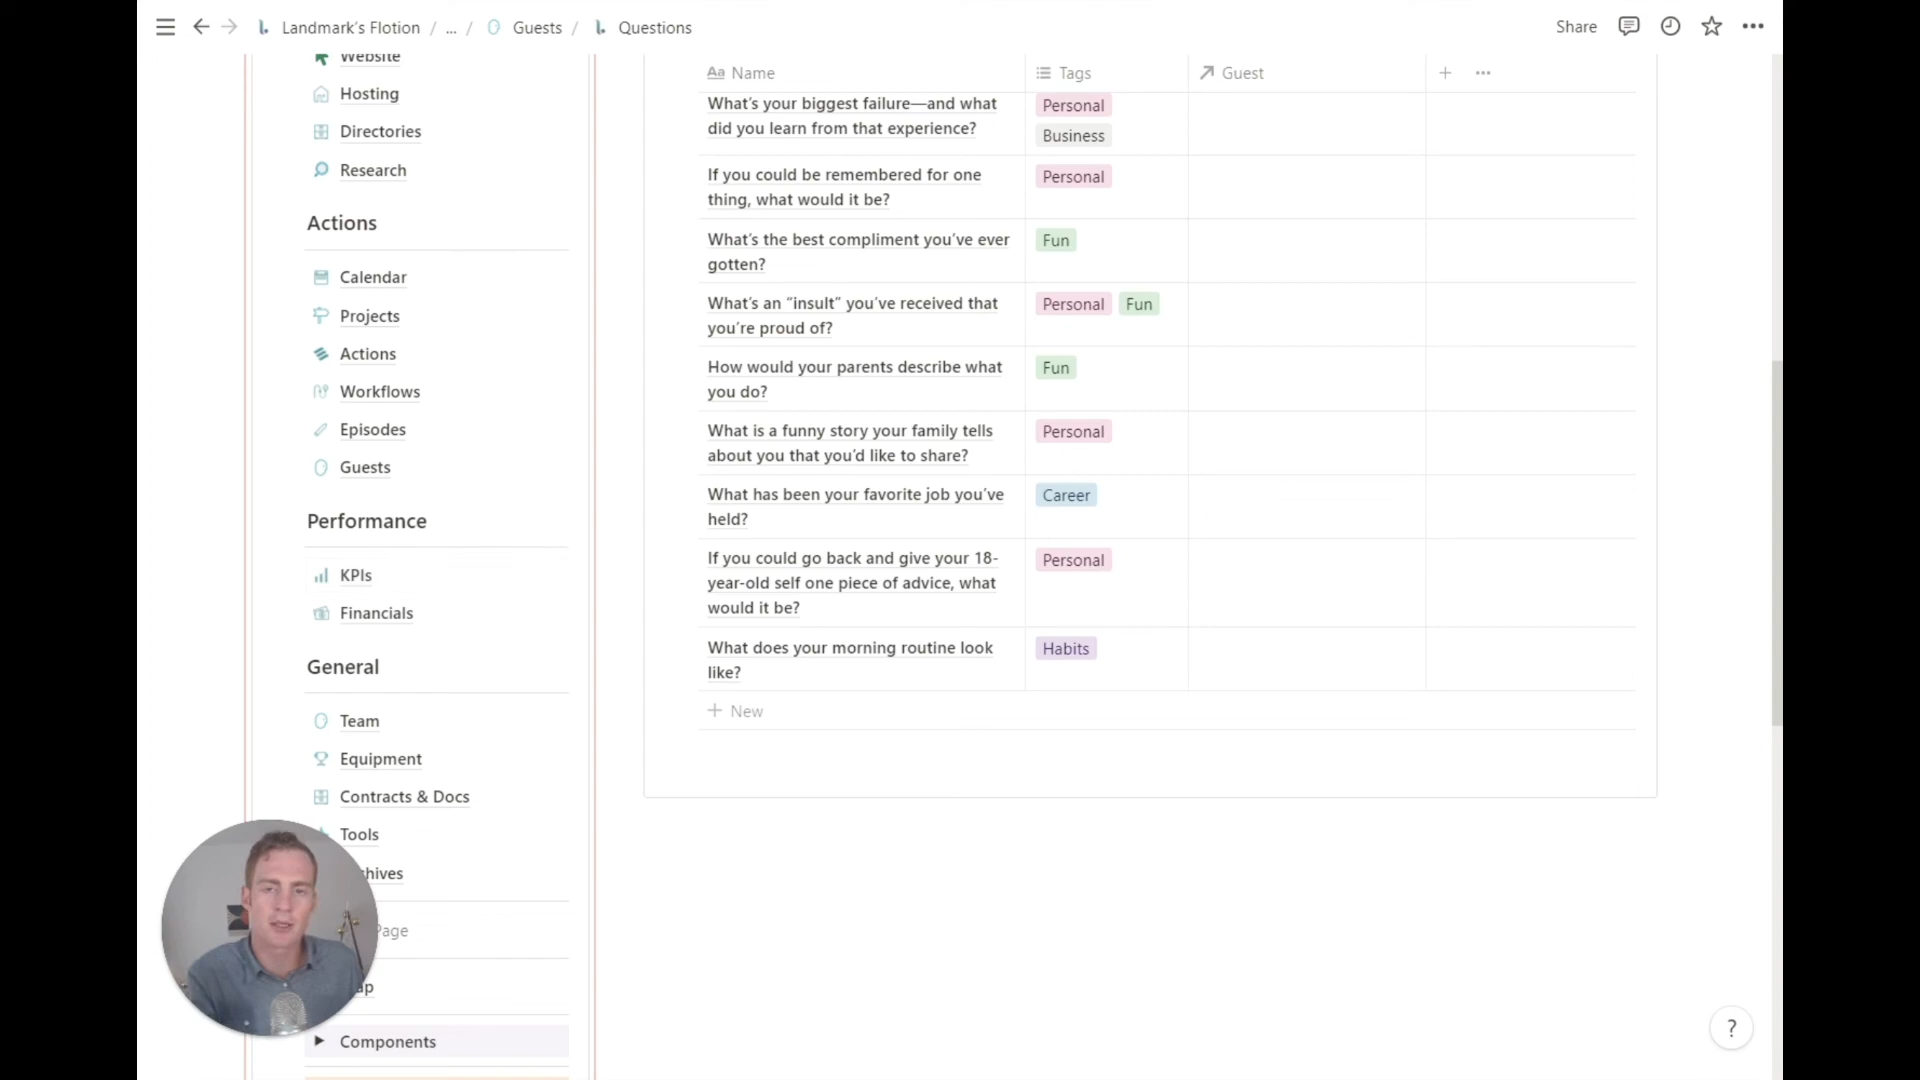 Landmark's Flotion / ... / Guests / Questions
Share
Website
Hosting
Directories
Research
Actions
Calendar
Projects
Actions
Workflows
Episodes
Guests
Performance
KPIs
Financials
General
Team
Equipment
Contracts & Docs
Tools
hives
Page
ap
Components
Aa Name
Tags
Guest
What's your biggest failure—and what
did you learn from that experience?
Personal
Business
If you could be remembered for one
thing, what would it be?
Personal
What's the best compliment you've ever
gotten?
Fun
What's an “insult” you've received that
you're proud of?
Personal Fun
How would your parents describe what
you do?
Fun
What is a funny story your family tells
about you that you'd like to share?
Personal
What has been your favorite job you've
held?
Career
If you could go back and give your 18-
year-old self one piece of advice, what
would it be?
Personal
What does your morning routine look
like?
Habits
+ New
?